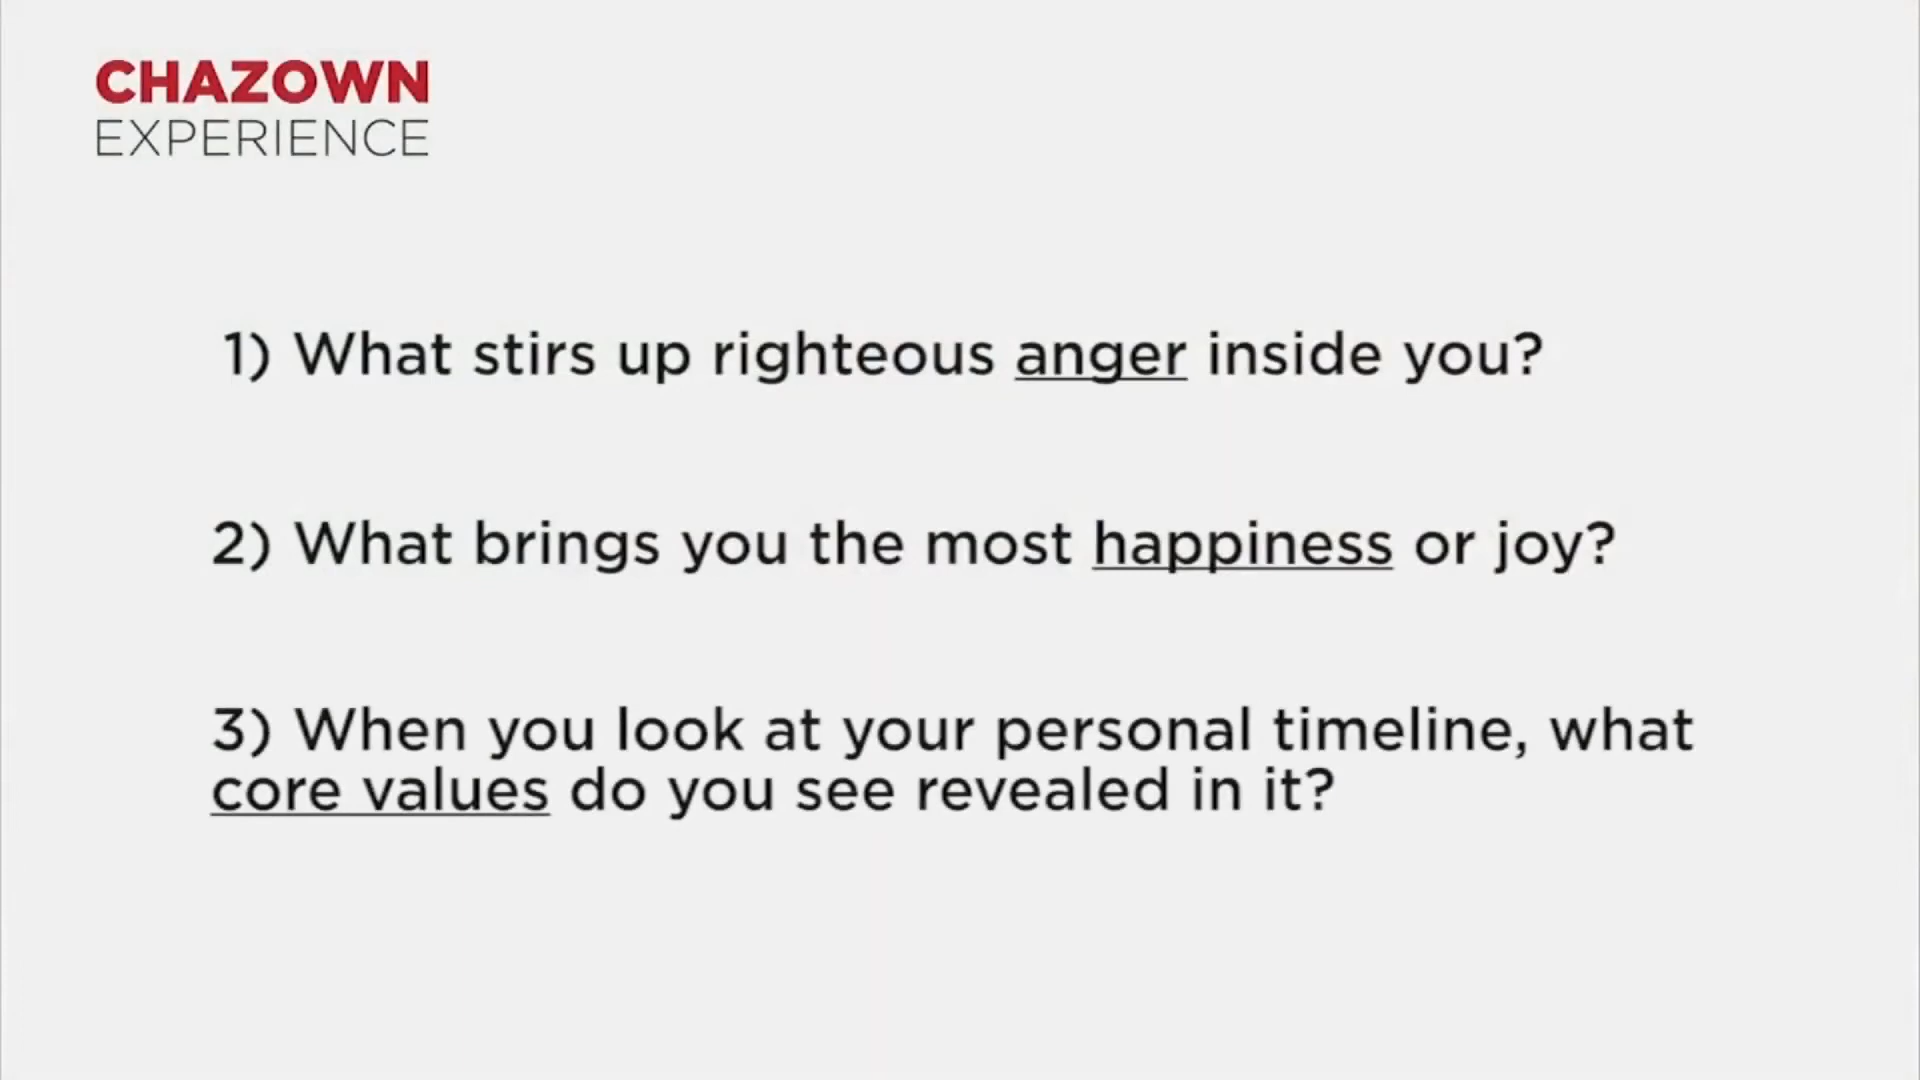 CHAZOWN
EXPERIENCE
1) What stirs up righteous anger inside you?
2) What brings you the most happiness or joy?
3) When you look at your personal timeline, what
core values do you see revealed in it?